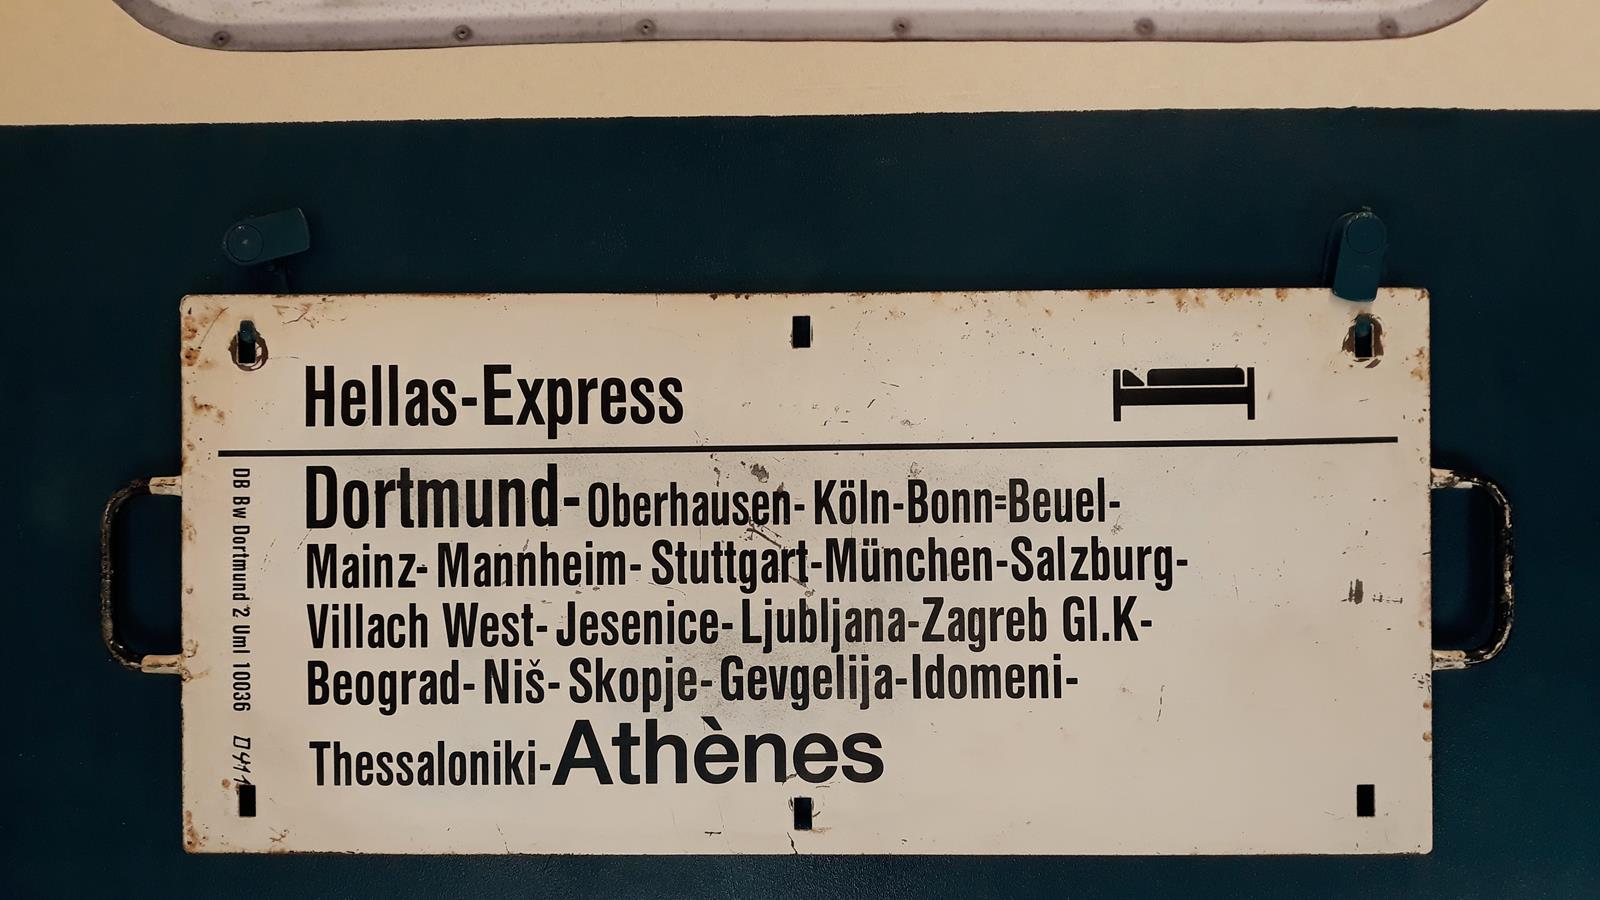 Hellas-Express
Dortmund-Oberhausen-Köln-Bonn=Beuel-
Mainz-Mannheim-Stuttgart-München-Salzburg-
Villach West-Jesenice-Ljubljana-Zagreb Gl.K-
Beograd-Niš-Skopje-Gevgelija-Idomeni-
Thessaloniki-Athènes
DB Bw Dortmund 2 Uml 10036